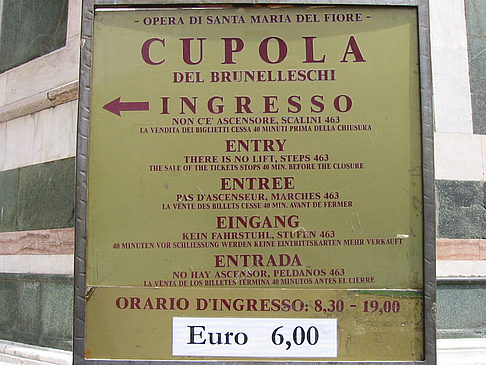 - OPERA DI SANTA MARIA DEL FIORE -
CUPOLA
DEL BRUNELLESCHI
INGRESSO
NON C'E' ASCENSORE, SCALINI 463
LA VENDITA DEI BIGLIETTI CESSA 40 MINUTI PRIMA DELLA CHIUSURA
ENTRY
THERE IS NO LIFT, STEPS 463
THE SALE OF THE TICKETS STOPS 40 MIN. BEFORE THE CLOSURE
ENTREE
PAS D'ASCENSEUR, MARCHES 463
LA VENTE DES BILLETS CESSE 40 MIN. AVANT DE FERMER
EINGANG
KEIN FAHRSTUHL, STUFEN 463
40 MINUTEN VOR SCHLIESSUNG WERDEN KEINE EINTRITTSKARTEN MEHR VERKAUFT
ENTRADA
NO HAY ASCENSOR, PELDANOS 463
LA VENTA DE LOS BILLETES TERMINA 40 MINUTOS ANTES DEL CIERRE
ORARIO D'INGRESSO: 8,30 - 19,00
Euro 6,00